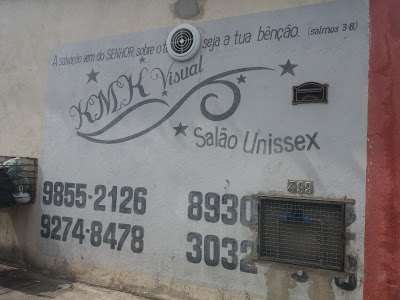 A salvação vem do SENHOR, sobre o seja a tua bênção. (salmos 3:8)
KMK Visual
Salão Unissex
9855-2126 8930
9274-8478 3032